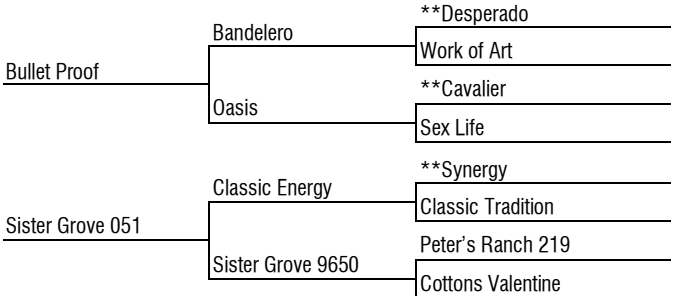 **Desperado
Bandelero
Work of Art
Bullet Proof
**Cavalier
Oasis
Sex Life
**Synergy
Classic Energy
Classic Tradition
Sister Grove 051
Peter's Ranch 219
Sister Grove 9650
Cottons Valentine